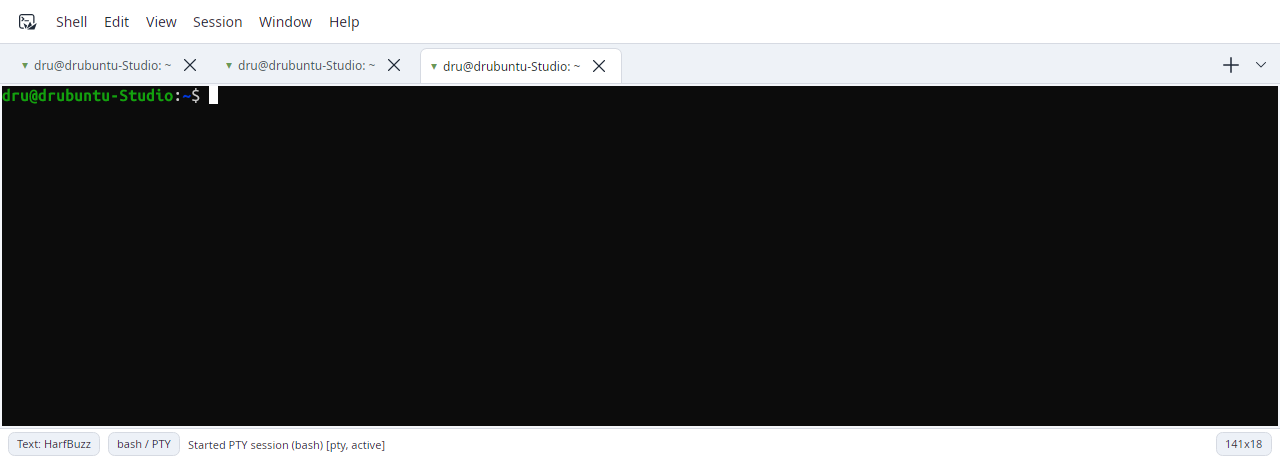 Shell Edit View Session Window Help
▼ dru@drubuntu-Studio: ~ ▼ dru@drubuntu-Studio: ~ ▼ dru@drubuntu-Studio: ~
dru@drubuntu-Studio:~$
Text: HarfBuzz bash / PTY Started PTY session (bash) [pty, active] 141x18